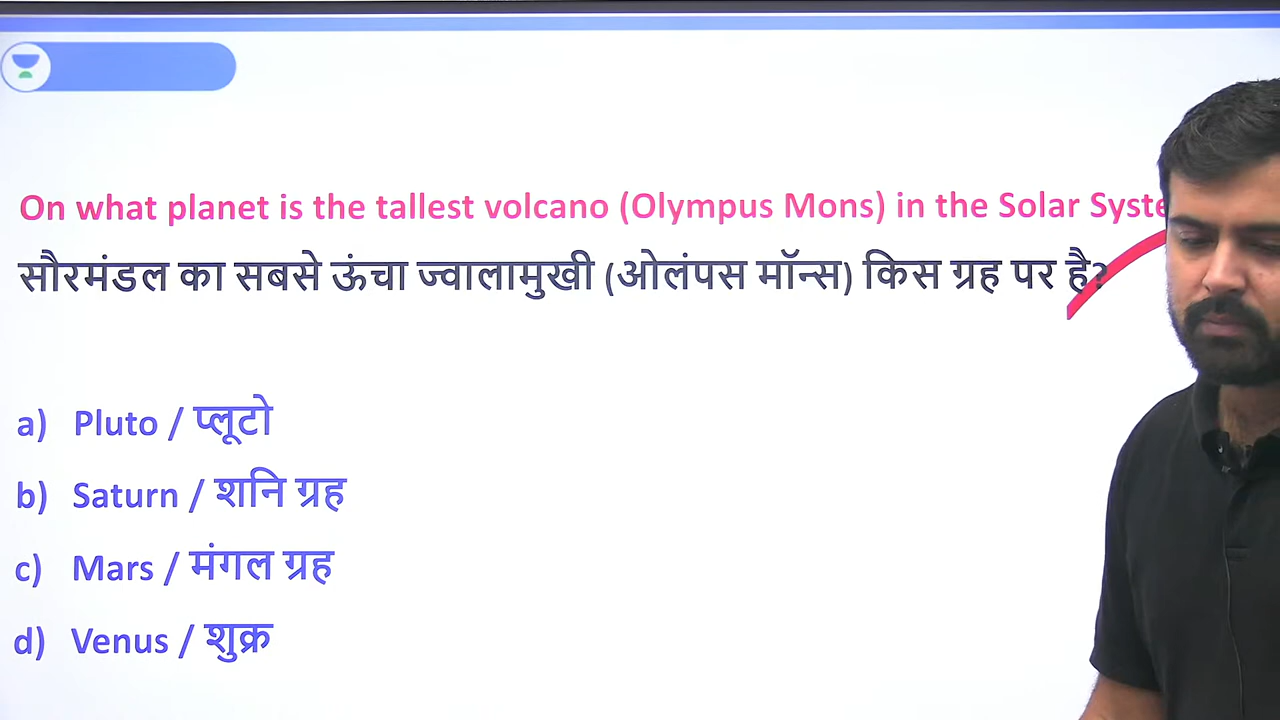 On what planet is the tallest volcano (Olympus Mons) in the Solar
सौरमंडल का सबसे ऊंचा ज्वालामुखी (ओलंपस मॉन्स) किस ग्रह पर है?
a) Pluto / प्लूटो
b) Saturn / शनि ग्रह
c) Mars / मंगल ग्रह
d) Venus / शुक्र